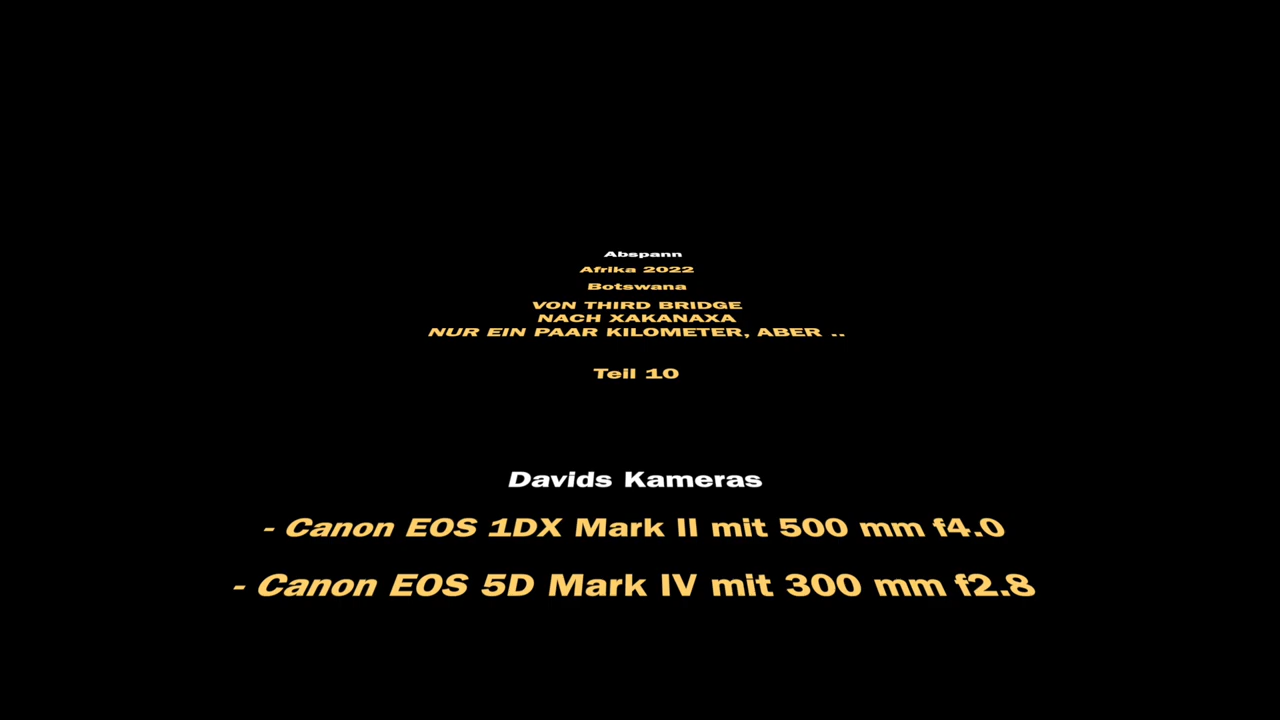 Abspann
Afrika 2022
Botswana
VON THIRD BRIDGE
NACH XAKANAXA
NUR EIN PAAR KILOMETER, ABER ..
Teil 10
Davids Kameras
- Canon EOS 1DX Mark II mit 500 mm f4.0
- Canon EOS 5D Mark IV mit 300 mm f2.8